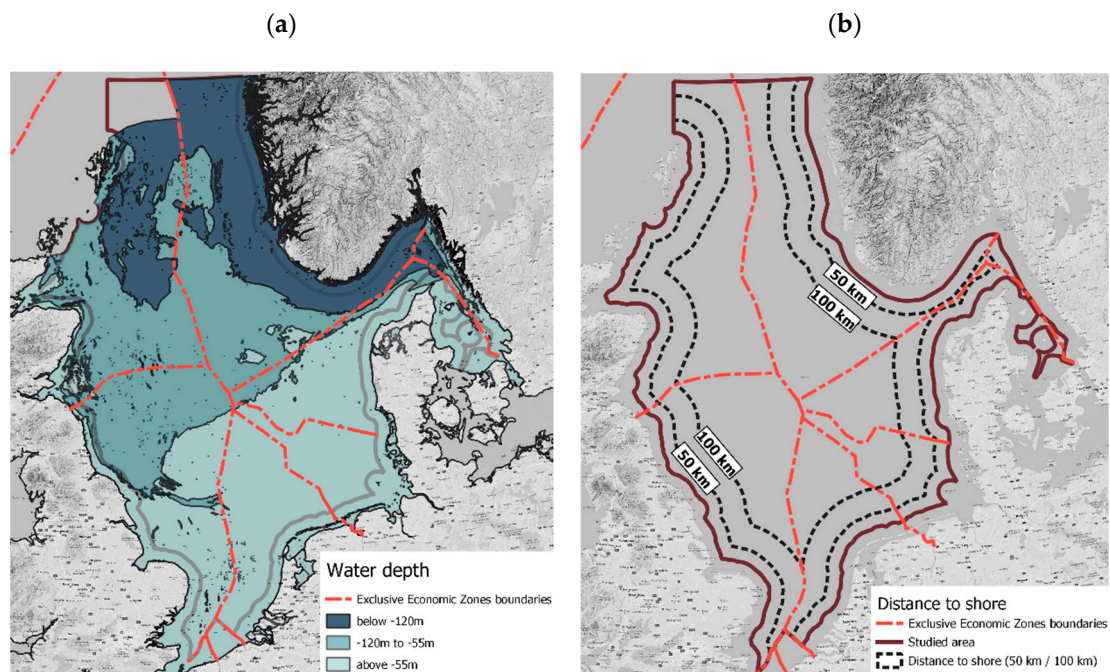 (a)
(b)
Water depth
Exclusive Economic Zones boundaries
below -120m
-120m to -55m
above -55m
50 km
100 km
100 km
50 km
Distance to shore
Exclusive Economic Zones boundaries
Studied area
Distance to shore (50 km / 100 km)